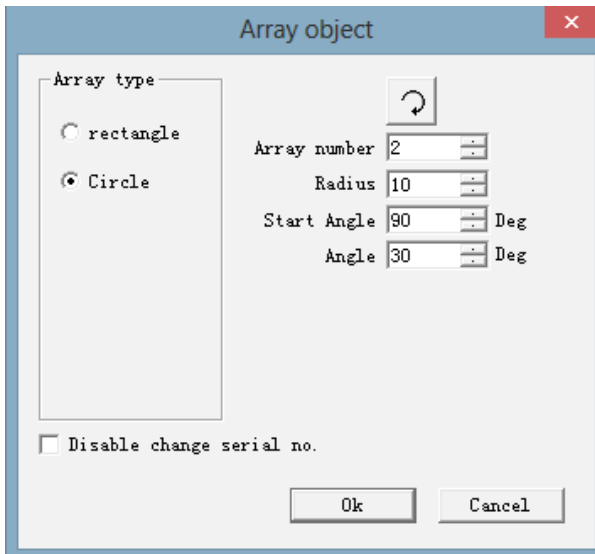 Array object
Array type
rectangle
Circle
Array number 2
Radius 10
Start Angle 90 Deg
Angle 30 Deg
Disable change serial no.
Ok Cancel